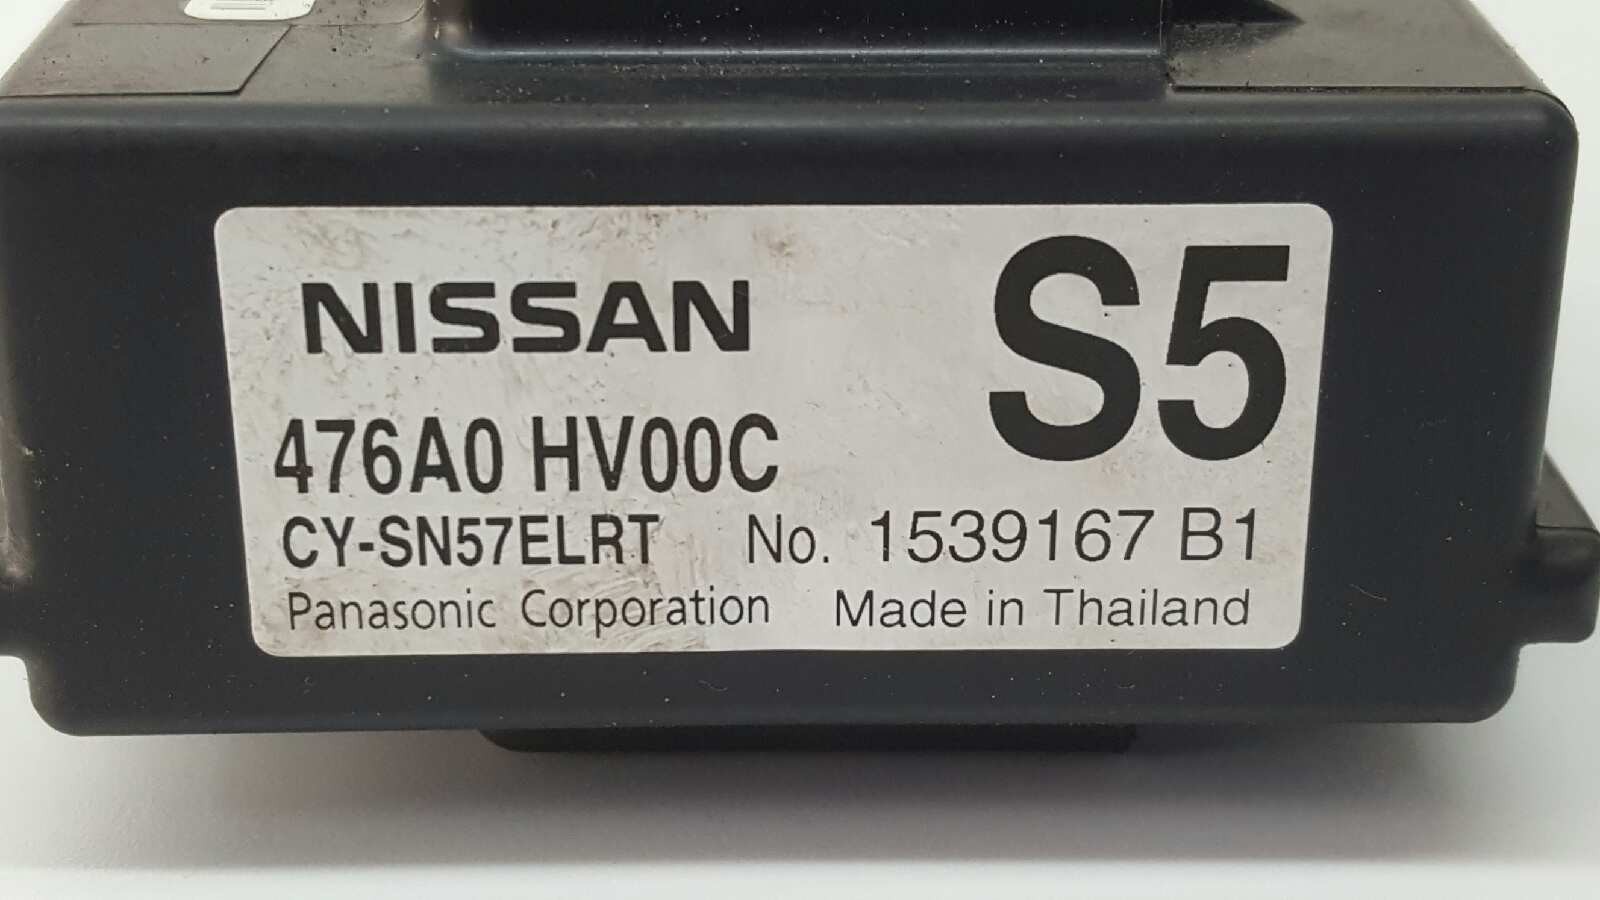 NISSAN
S5
476A0 HV00C
CY-SN57ELRT No. 1539167 B1
Panasonic Corporation Made in Thailand